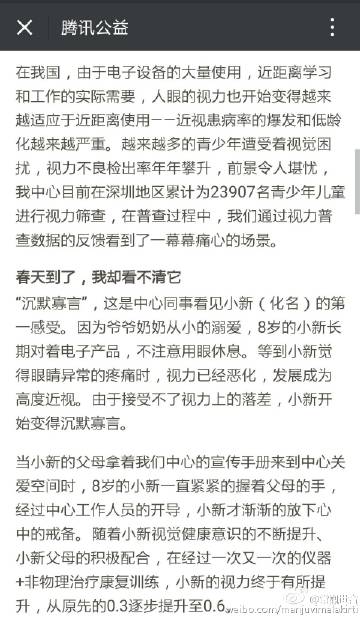 腾讯公益
在我国，由于电子设备的大量使用，近距离学习
和工作的实际需要，人眼的视力也开始变得越来
越适应于近距离使用——近视患病率的爆发和低龄
化越来越严重。越来越多的青少年遭受着视觉困
扰，视力不良检出率年年攀升，前景令人堪忧，
我中心目前在深圳地区累计为23907名青少年儿童
进行视力筛查，在普查过程中，我们通过视力普
查数据的反馈看到了一幕幕痛心的场景。
春天到了，我却看不清它
“沉默寡言”，这是中心同事看见小新（化名）的第
一感受。因为爷爷奶奶从小的溺爱，8岁的小新长
期对着电子产品，不注意用眼休息。等到小新觉
得眼睛异常的疼痛时，视力已经恶化，发展成为
高度近视。由于接受不了视力上的落差，小新开
始变得沉默寡言。
当小新的父母拿着我们中心的宣传手册来到中心关
爱空间时，8岁的小新一直紧紧的握着父母的手，
经过中心工作人员的开导，小新才渐渐的放下心
中的戒备。随着小新视觉健康意识的不断提升、
小新父母的积极配合，在经过一次又一次的仪器
+非物理治疗康复训练，小新的视力终于有所提
升，从原先的0.3逐步提升至0.6。
weibo.com/manjuvimalakirti